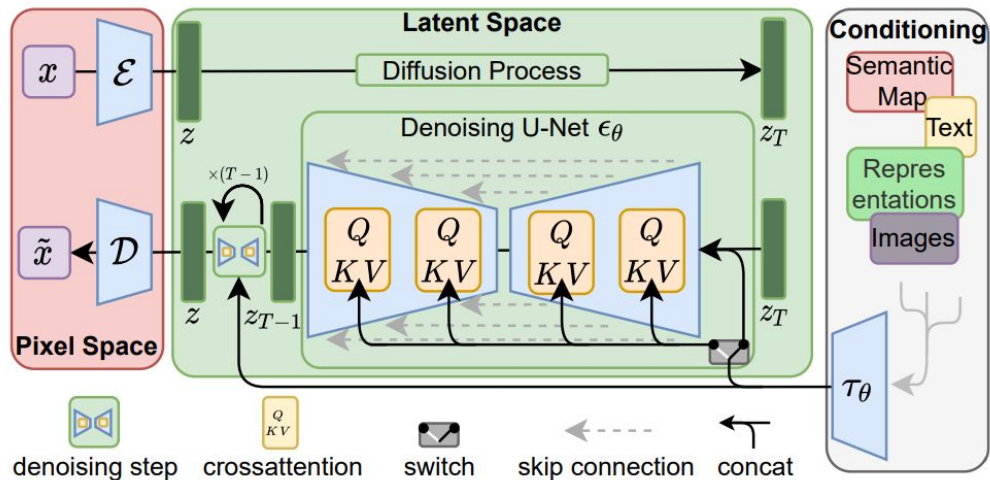 Latent Space
Conditioning
x
ℰ
Diffusion Process
Semantic
Map
Text
z
z_T
Denoising U-Net ϵ_θ
×(T−1)
Repres
entations
Images
Q
KV
Q
KV
Q
KV
Q
KV
x̃
𝒟
z
z_{T−1}
z_T
Pixel Space
τ_θ
Q
KV
denoising step
crossattention
switch
skip connection
concat